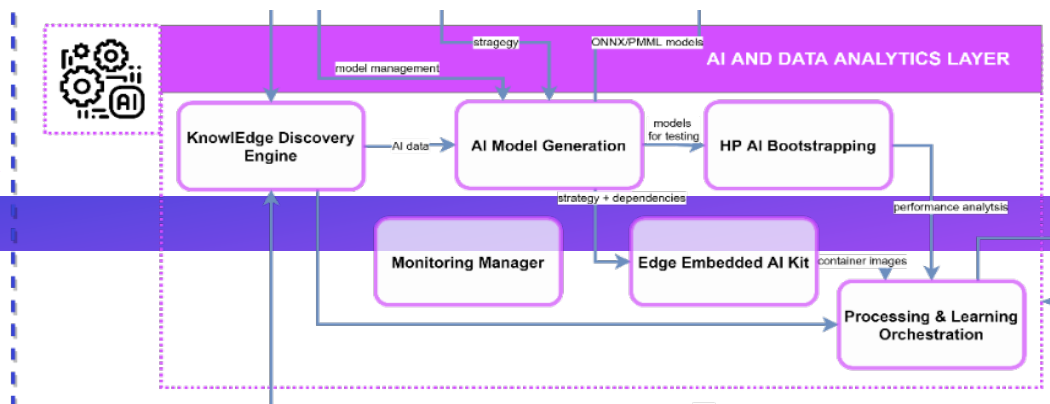 stragegy
ONNX/PMML models
AI AND DATA ANALYTICS LAYER
model management
AI
KnowlEdge Discovery
Engine
AI data
AI Model Generation
models
for testing
HP AI Bootstrapping
strategy + dependencies
performance analytsis
Monitoring Manager
Edge Embedded AI Kit
container images
Processing & Learning
Orchestration